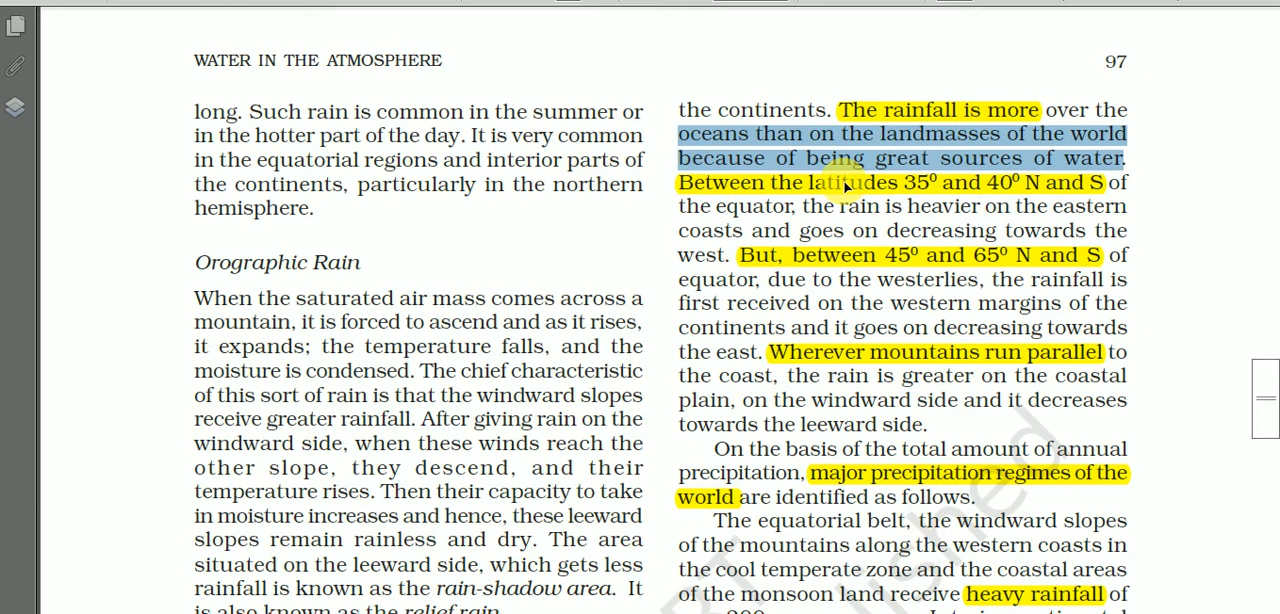 WATER IN THE ATMOSPHERE
97
long. Such rain is common in the summer or
in the hotter part of the day. It is very common
in the equatorial regions and interior parts of
the continents, particularly in the northern
hemisphere.
Orographic Rain
When the saturated air mass comes across a
mountain, it is forced to ascend and as it rises,
it expands; the temperature falls, and the
moisture is condensed. The chief characteristic
of this sort of rain is that the windward slopes
receive greater rainfall. After giving rain on the
windward side, when these winds reach the
other slope, they descend, and their
temperature rises. Then their capacity to take
in moisture increases and hence, these leeward
slopes remain rainless and dry. The area
situated on the leeward side, which gets less
rainfall is known as the rain-shadow area. It
is also known as the relief rain.
the continents. The rainfall is more over the
oceans than on the landmasses of the world
because of being great sources of water.
Between the latitudes 35⁰ and 40⁰ N and S of
the equator, the rain is heavier on the eastern
coasts and goes on decreasing towards the
west. But, between 45⁰ and 65⁰ N and S of
equator, due to the westerlies, the rainfall is
first received on the western margins of the
continents and it goes on decreasing towards
the east. Wherever mountains run parallel to
the coast, the rain is greater on the coastal
plain, on the windward side and it decreases
towards the leeward side.
On the basis of the total amount of annual
precipitation, major precipitation regimes of the
world are identified as follows.
The equatorial belt, the windward slopes
of the mountains along the western coasts in
the cool temperate zone and the coastal areas
of the monsoon land receive heavy rainfall of